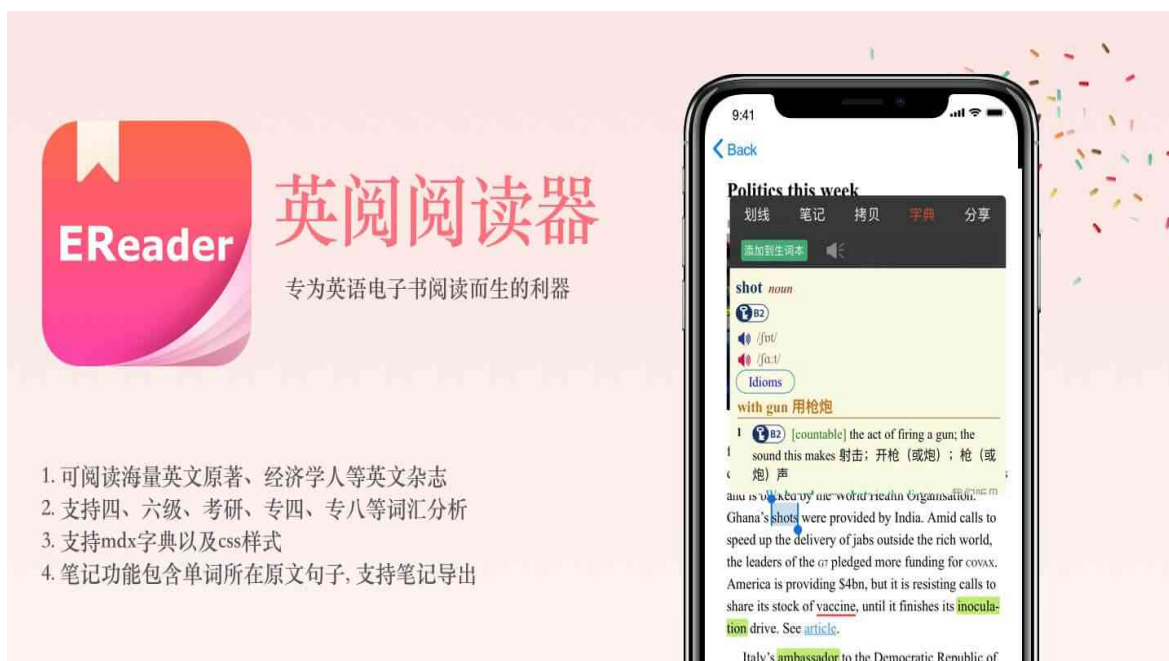 EReader
英阅阅读器
专为英语电子书阅读而生的利器
1. 可阅读海量英文原著、经济学人等英文杂志
2. 支持四、六级、考研、专四、专八等词汇分析
3. 支持mdx字典以及css样式
4. 笔记功能包含单词所在原文句子, 支持笔记导出
9:41
Back
Politics this week
划线 笔记 拷贝 字典 分享
添加到生词本
shot noun
B2
/ʃɒt/
/ʃɑːt/
Idioms
with gun 用枪炮
1 B2 [countable] the act of firing a gun; the
sound this makes 射击；开枪（或炮）；枪（或
炮）声
and is backed by the World Health Organisation.
Ghana's shots were provided by India. Amid calls to
speed up the delivery of jabs outside the rich world,
the leaders of the G7 pledged more funding for COVAX.
America is providing $4bn, but it is resisting calls to
share its stock of vaccine, until it finishes its inocula-
tion drive. See article.
Italy's ambassador to the Democratic Republic of